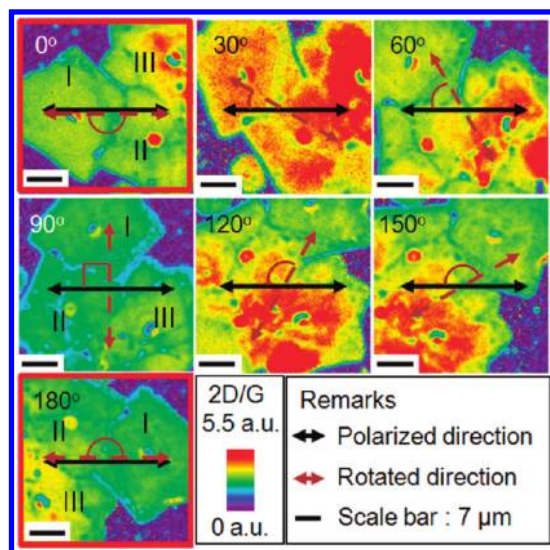 0°
I
III
II
30°
60°
90°
I
II
III
120°
150°
180°
I
II
III
2D/G
5.5 a.u.
0 a.u.
Remarks
Polarized direction
Rotated direction
Scale bar : 7 µm